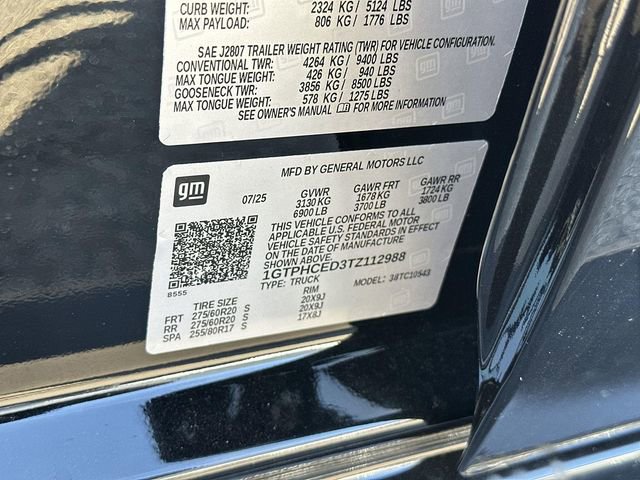 CURB WEIGHT: 2324 KG / 5124 LBS
MAX PAYLOAD: 806 KG / 1776 LBS
SAE J2807 TRAILER WEIGHT RATING (TWR) FOR VEHICLE CONFIGURATION.
CONVENTIONAL TWR: 4264 KG / 9400 LBS
MAX TONGUE WEIGHT: 426 KG / 940 LBS
GOOSENECK TWR: 3856 KG / 8500 LBS
MAX TONGUE WEIGHT: 578 KG / 1275 LBS
SEE OWNER'S MANUAL FOR MORE INFORMATION
gm
MFD BY GENERAL MOTORS LLC
07/25
GVWR GAWR FRT GAWR RR
3130 KG 1678 KG 1724 KG
6900 LB 3700 LB 3800 LB
THIS VEHICLE CONFORMS TO ALL
APPLICABLE U.S. FEDERAL MOTOR
VEHICLE SAFETY STANDARDS IN EFFECT
ON THE DATE OF MANUFACTURE
SHOWN ABOVE.
1GTPHCED3TZ112988
TYPE: TRUCK MODEL: 38TC10543
8555
TIRE SIZE RIM
FRT 275/60R20 S 20X9J
RR 275/60R20 S 20X9J
SPA 255/80R17 S 17X8J